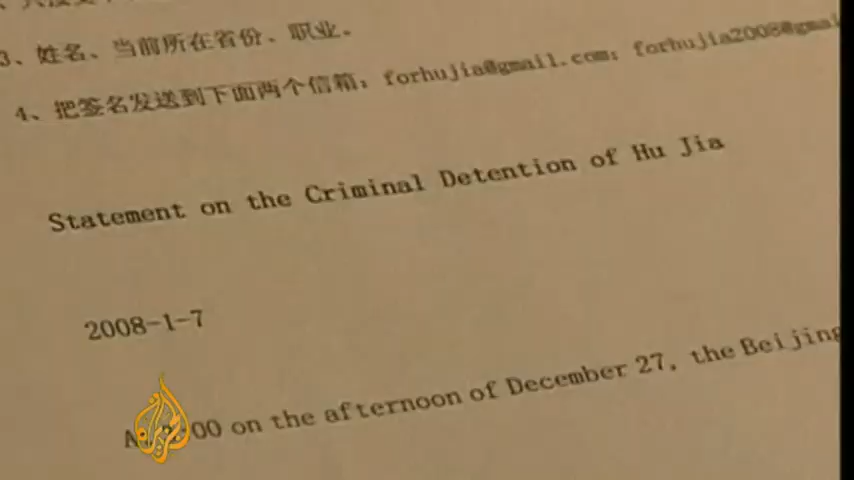 3、姓名、当前所在省份、职业。
4、把签名发送到下面两个信箱：forhujia@gmail.com；forhujia2008@gmai
Statement on the Criminal Detention of Hu Jia
2008-1-7
00 on the afternoon of December 27, the Beijing